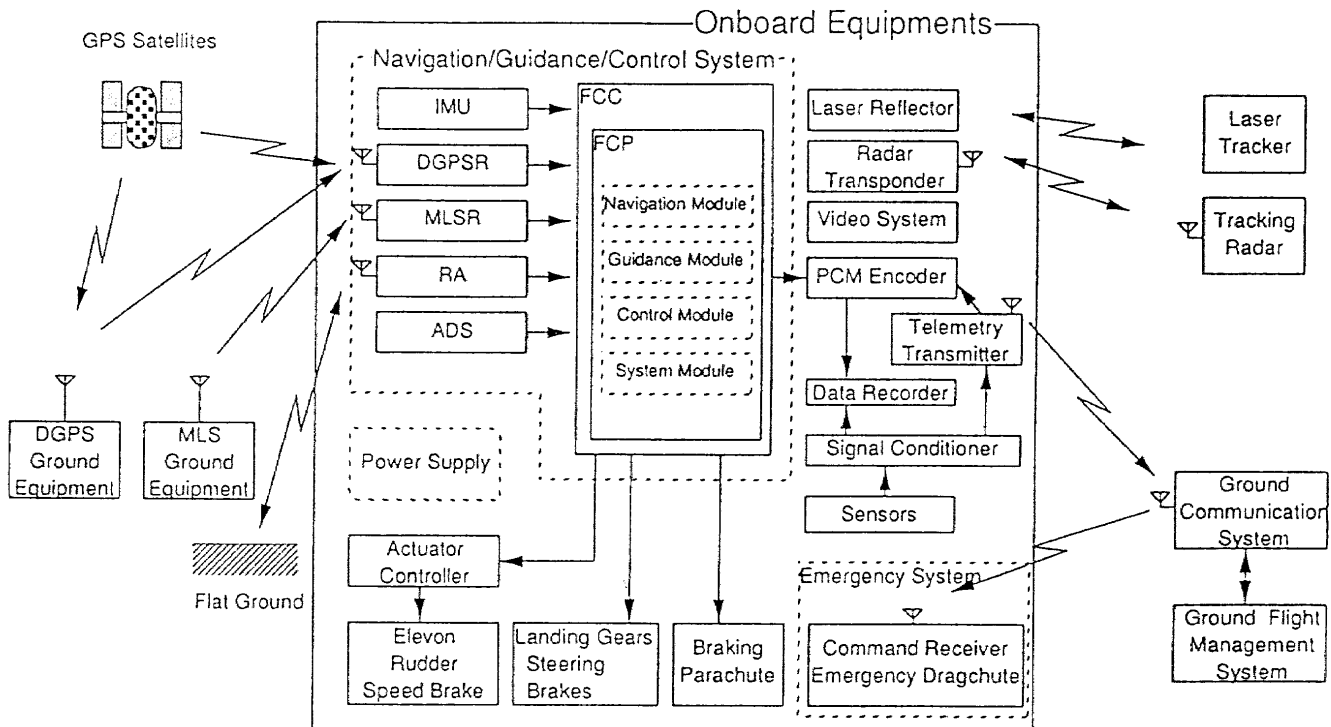 Onboard Equipments
GPS Satellites
Navigation/Guidance/Control System
IMU
DGPSR
MLSR
RA
ADS
FCC
FCP
Navigation Module
Guidance Module
Control Module
System Module
Laser Reflector
Radar
Transponder
Video System
PCM Encoder
Telemetry
Transmitter
Data Recorder
Signal Conditioner
Sensors
Laser
Tracker
Tracking
Radar
DGPS
Ground
Equipment
MLS
Ground
Equipment
Flat Ground
Power Supply
Actuator
Controller
Elevon
Rudder
Speed Brake
Landing Gears
Steering
Brakes
Braking
Parachute
Emergency System
Command Receiver
Emergency Dragchute
Ground
Communication
System
Ground Flight
Management
System